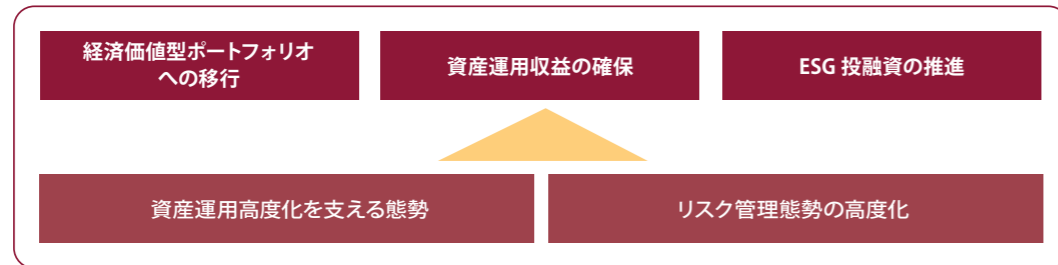 経済価値型ポートフォリオ
への移行
資産運用収益の確保
ESG 投融資の推進
資産運用高度化を支える態勢
リスク管理態勢の高度化